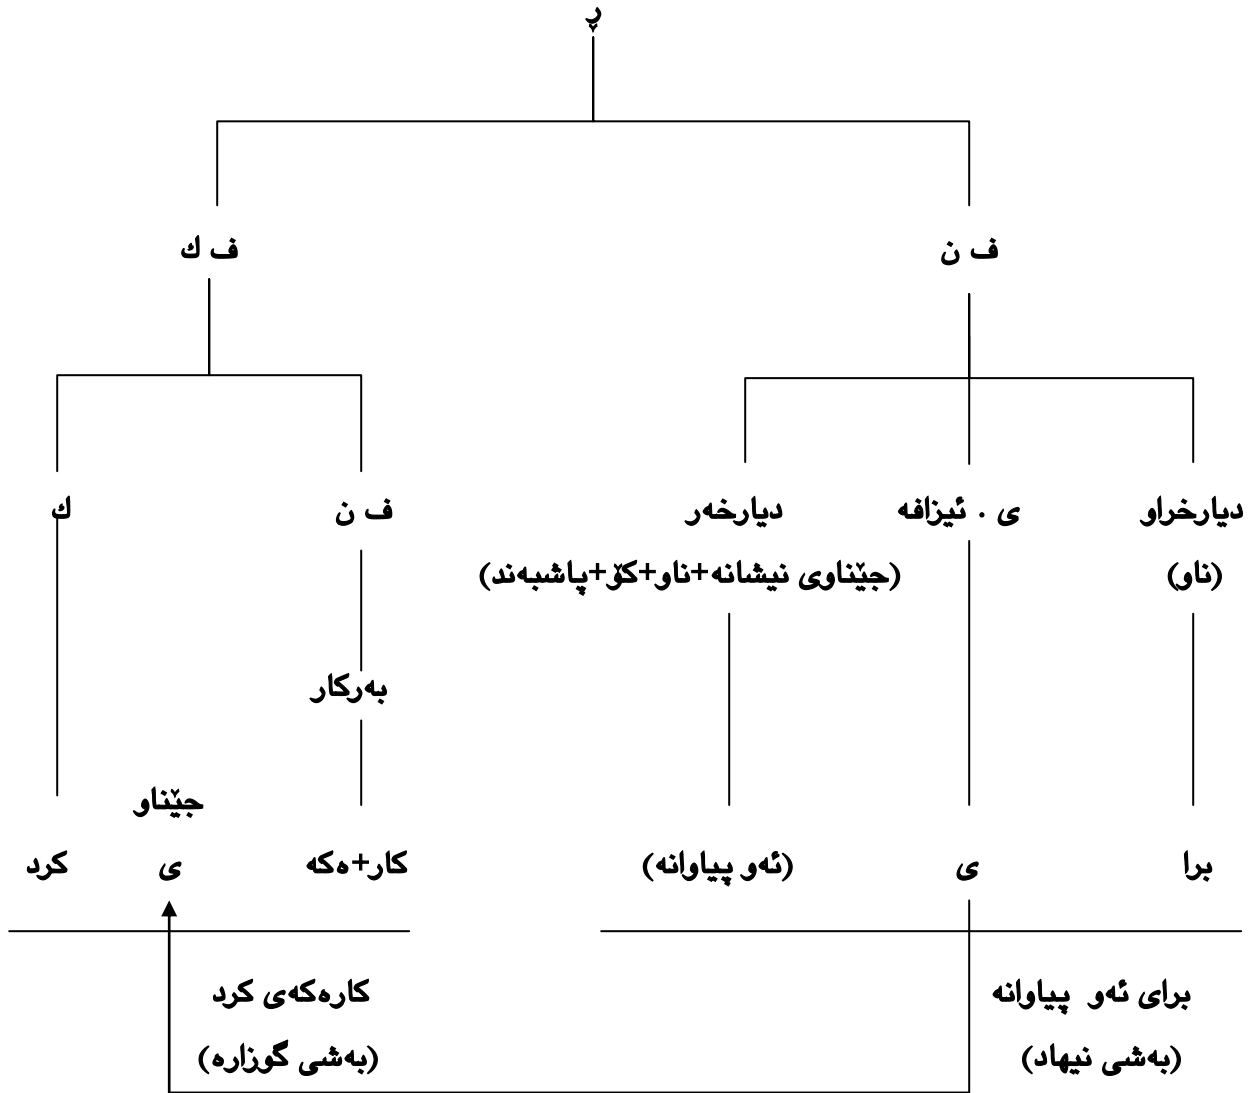 ڕ
ف ن
ف ك
دیارخراو
(ناو)
ی . ئیزافە
دیارخەر
(جێناوی نیشانە+ناو+كۆ+پاشبەند)
ف ن
ك
بەركار
جێناو
برا
ی
(ئەو پیاوانە)
كار+ەكە
ی
كرد
برای ئەو پیاوانە
(بەشی نیهاد)
كارەكەی كرد
(بەشی گوزارە)